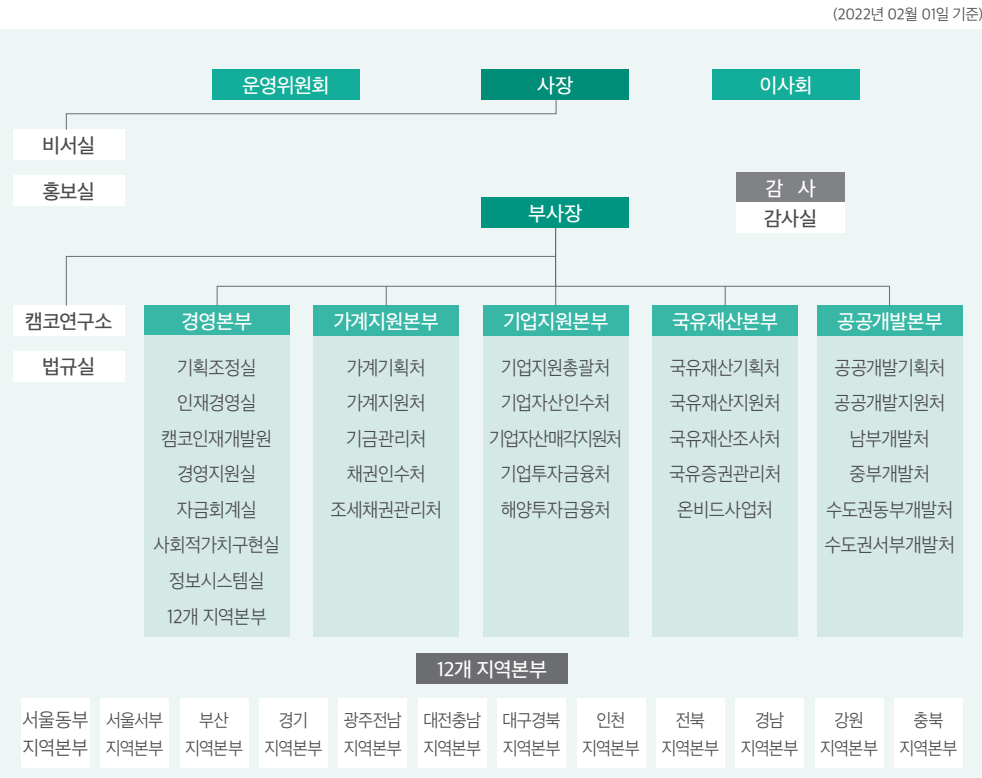 (2022년 02월 01일 기준)
운영위원회
사장
이사회
비서실
홍보실
감 사
감사실
부사장
캠코연구소
법규실
경영본부
기획조정실
인재경영실
캠코인재개발원
경영지원실
자금회계실
사회적가치구현실
정보시스템실
12개 지역본부
가계지원본부
가계기획처
가계지원처
기금관리처
채권인수처
조세채권관리처
기업지원본부
기업지원총괄처
기업자산인수처
기업자산매각지원처
기업투자금융처
해양투자금융처
국유재산본부
국유재산기획처
국유재산지원처
국유재산조사처
국유증권관리처
온비드사업처
공공개발본부
공공개발기획처
공공개발지원처
남부개발처
중부개발처
수도권동부개발처
수도권서부개발처
12개 지역본부
서울동부
지역본부
서울서부
지역본부
부산
지역본부
경기
지역본부
광주전남
지역본부
대전충남
지역본부
대구경북
지역본부
인천
지역본부
전북
지역본부
경남
지역본부
강원
지역본부
충북
지역본부